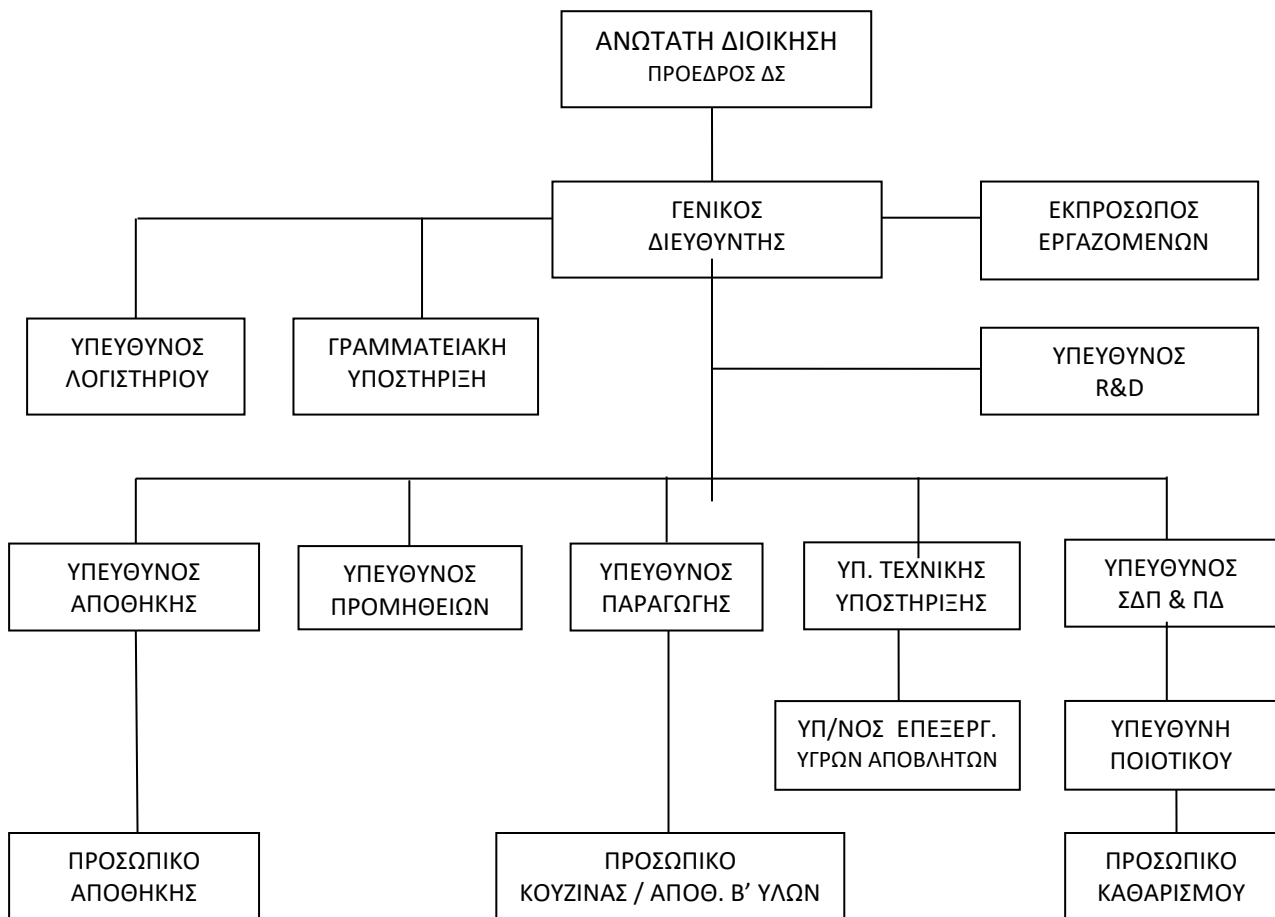 ΑΝΩΤΑΤΗ ΔΙΟΙΚΗΣΗ
ΠΡΟΕΔΡΟΣ ΔΣ
ΓΕΝΙΚΟΣ
ΔΙΕΥΘΥΝΤΗΣ
ΕΚΠΡΟΣΩΠΟΣ
ΕΡΓΑΖΟΜΕΝΩΝ
ΥΠΕΥΘΥΝΟΣ
ΛΟΓΙΣΤΗΡΙΟΥ
ΓΡΑΜΜΑΤΕΙΑΚΗ
ΥΠΟΣΤΗΡΙΞΗ
ΥΠΕΥΘΥΝΟΣ
R&D
ΥΠΕΥΘΥΝΟΣ
ΑΠΟΘΗΚΗΣ
ΥΠΕΥΘΥΝΟΣ
ΠΡΟΜΗΘΕΙΩΝ
ΥΠΕΥΘΥΝΟΣ
ΠΑΡΑΓΩΓΗΣ
ΥΠ. ΤΕΧΝΙΚΗΣ
ΥΠΟΣΤΗΡΙΞΗΣ
ΥΠΕΥΘΥΝΟΣ
ΣΔΠ & ΠΔ
ΥΠ/ΝΟΣ ΕΠΕΞΕΡΓ.
ΥΓΡΩΝ ΑΠΟΒΛΗΤΩΝ
ΥΠΕΥΘΥΝΗ
ΠΟΙΟΤΙΚΟΥ
ΠΡΟΣΩΠΙΚΟ
ΑΠΟΘΗΚΗΣ
ΠΡΟΣΩΠΙΚΟ
ΚΟΥΖΙΝΑΣ / ΑΠΟΘ. Β’ ΥΛΩΝ
ΠΡΟΣΩΠΙΚΟ
ΚΑΘΑΡΙΣΜΟΥ